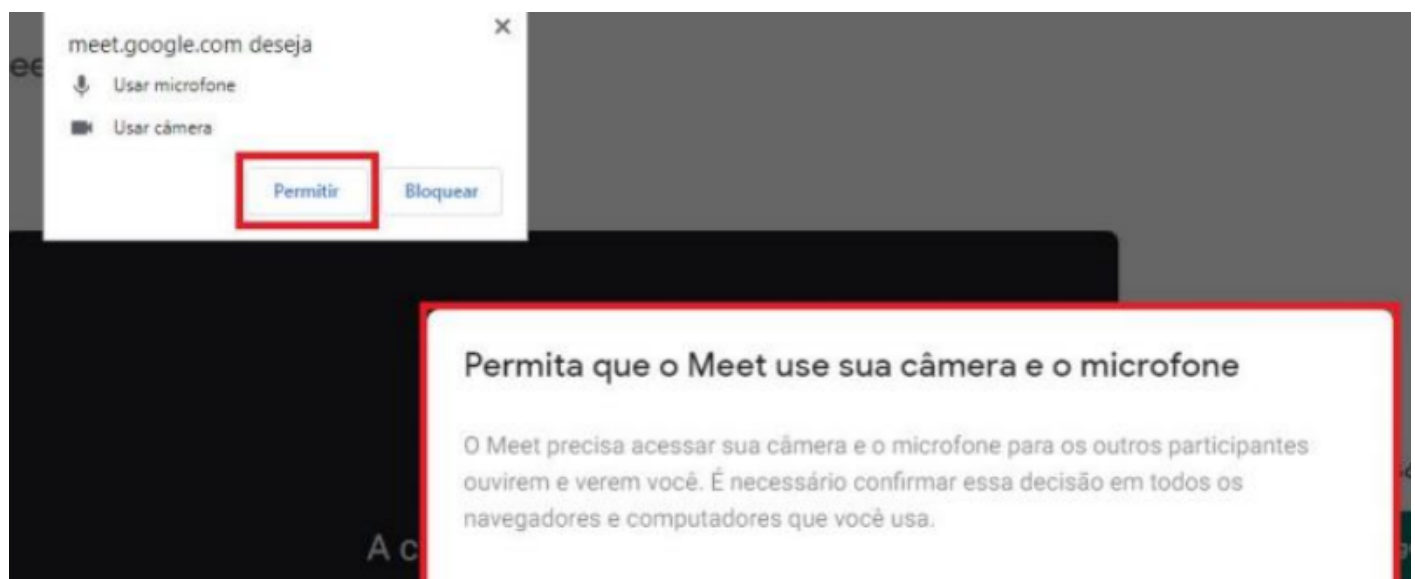 meet.google.com deseja
Usar microfone
Usar câmera
Permitir
Bloquear
Permita que o Meet use sua câmera e o microfone
O Meet precisa acessar sua câmera e o microfone para os outros participantes
ouvirem e verem você. É necessário confirmar essa decisão em todos os
navegadores e computadores que você usa.
A c